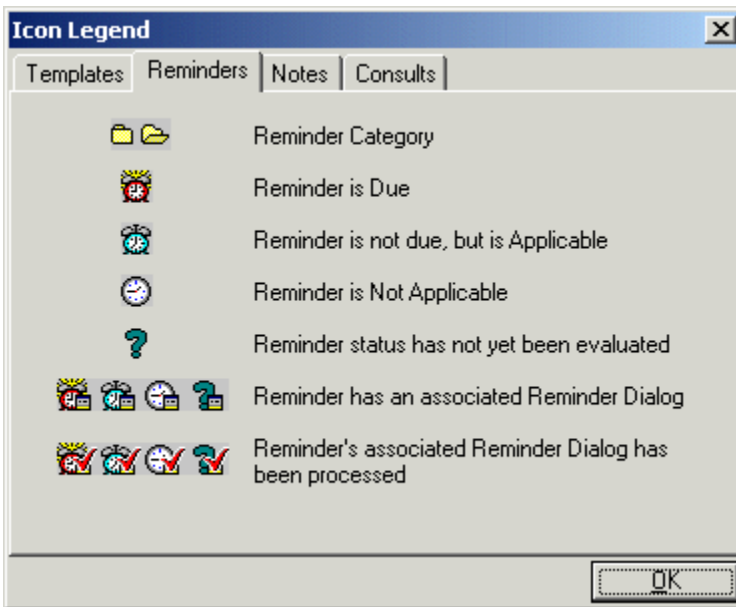 Icon Legend
Templates Reminders Notes Consults
Reminder Category
Reminder is Due
Reminder is not due, but is Applicable
Reminder is Not Applicable
? Reminder status has not yet been evaluated
Reminder has an associated Reminder Dialog
Reminder's associated Reminder Dialog has
been processed
OK